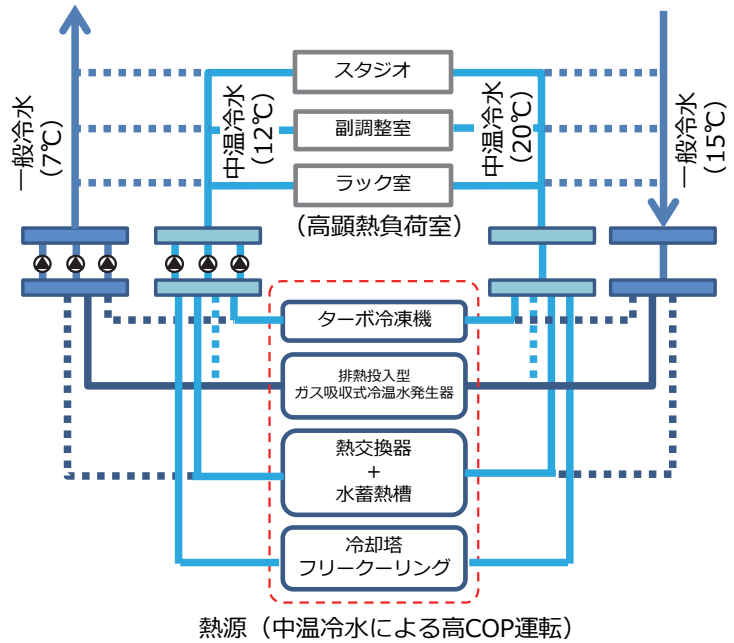 スタジオ
副調整室
ラック室
(高顕熱負荷室)
一般冷水
(7℃)
中温冷水
(12℃)
中温冷水
(20℃)
一般冷水
(15℃)
ターボ冷凍機
排熱投入型
ガス吸収式冷温水発生器
熱交換器
+
水蓄熱槽
冷却塔
フリークーリング
熱源（中温冷水による高COP運転）